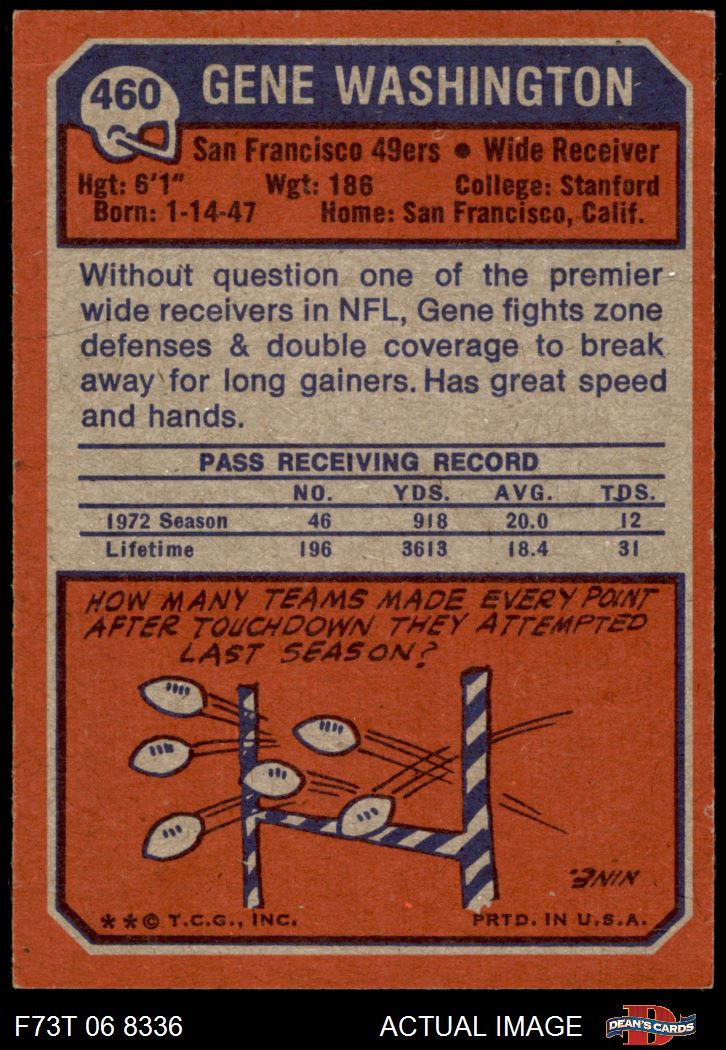 460 GENE WASHINGTON
San Francisco 49ers • Wide Receiver
Hgt: 6'1" Wgt: 186 College: Stanford
Born: 1-14-47 Home: San Francisco, Calif.
Without question one of the premier
wide receivers in NFL, Gene fights zone
defenses & double coverage to break
away for long gainers. Has great speed
and hands.
PASS RECEIVING RECORD
NO. YDS. AVG. TDS.
1972 Season 46 918 20.0 12
Lifetime 196 3613 18.4 31
HOW MANY TEAMS MADE EVERY POINT
AFTER TOUCHDOWN THEY ATTEMPTED
LAST SEASON?
NINE.
**© T.C.G., INC. PRTD. IN U.S.A.
F73T 06 8336 ACTUAL IMAGE D DEAN'S CARDS